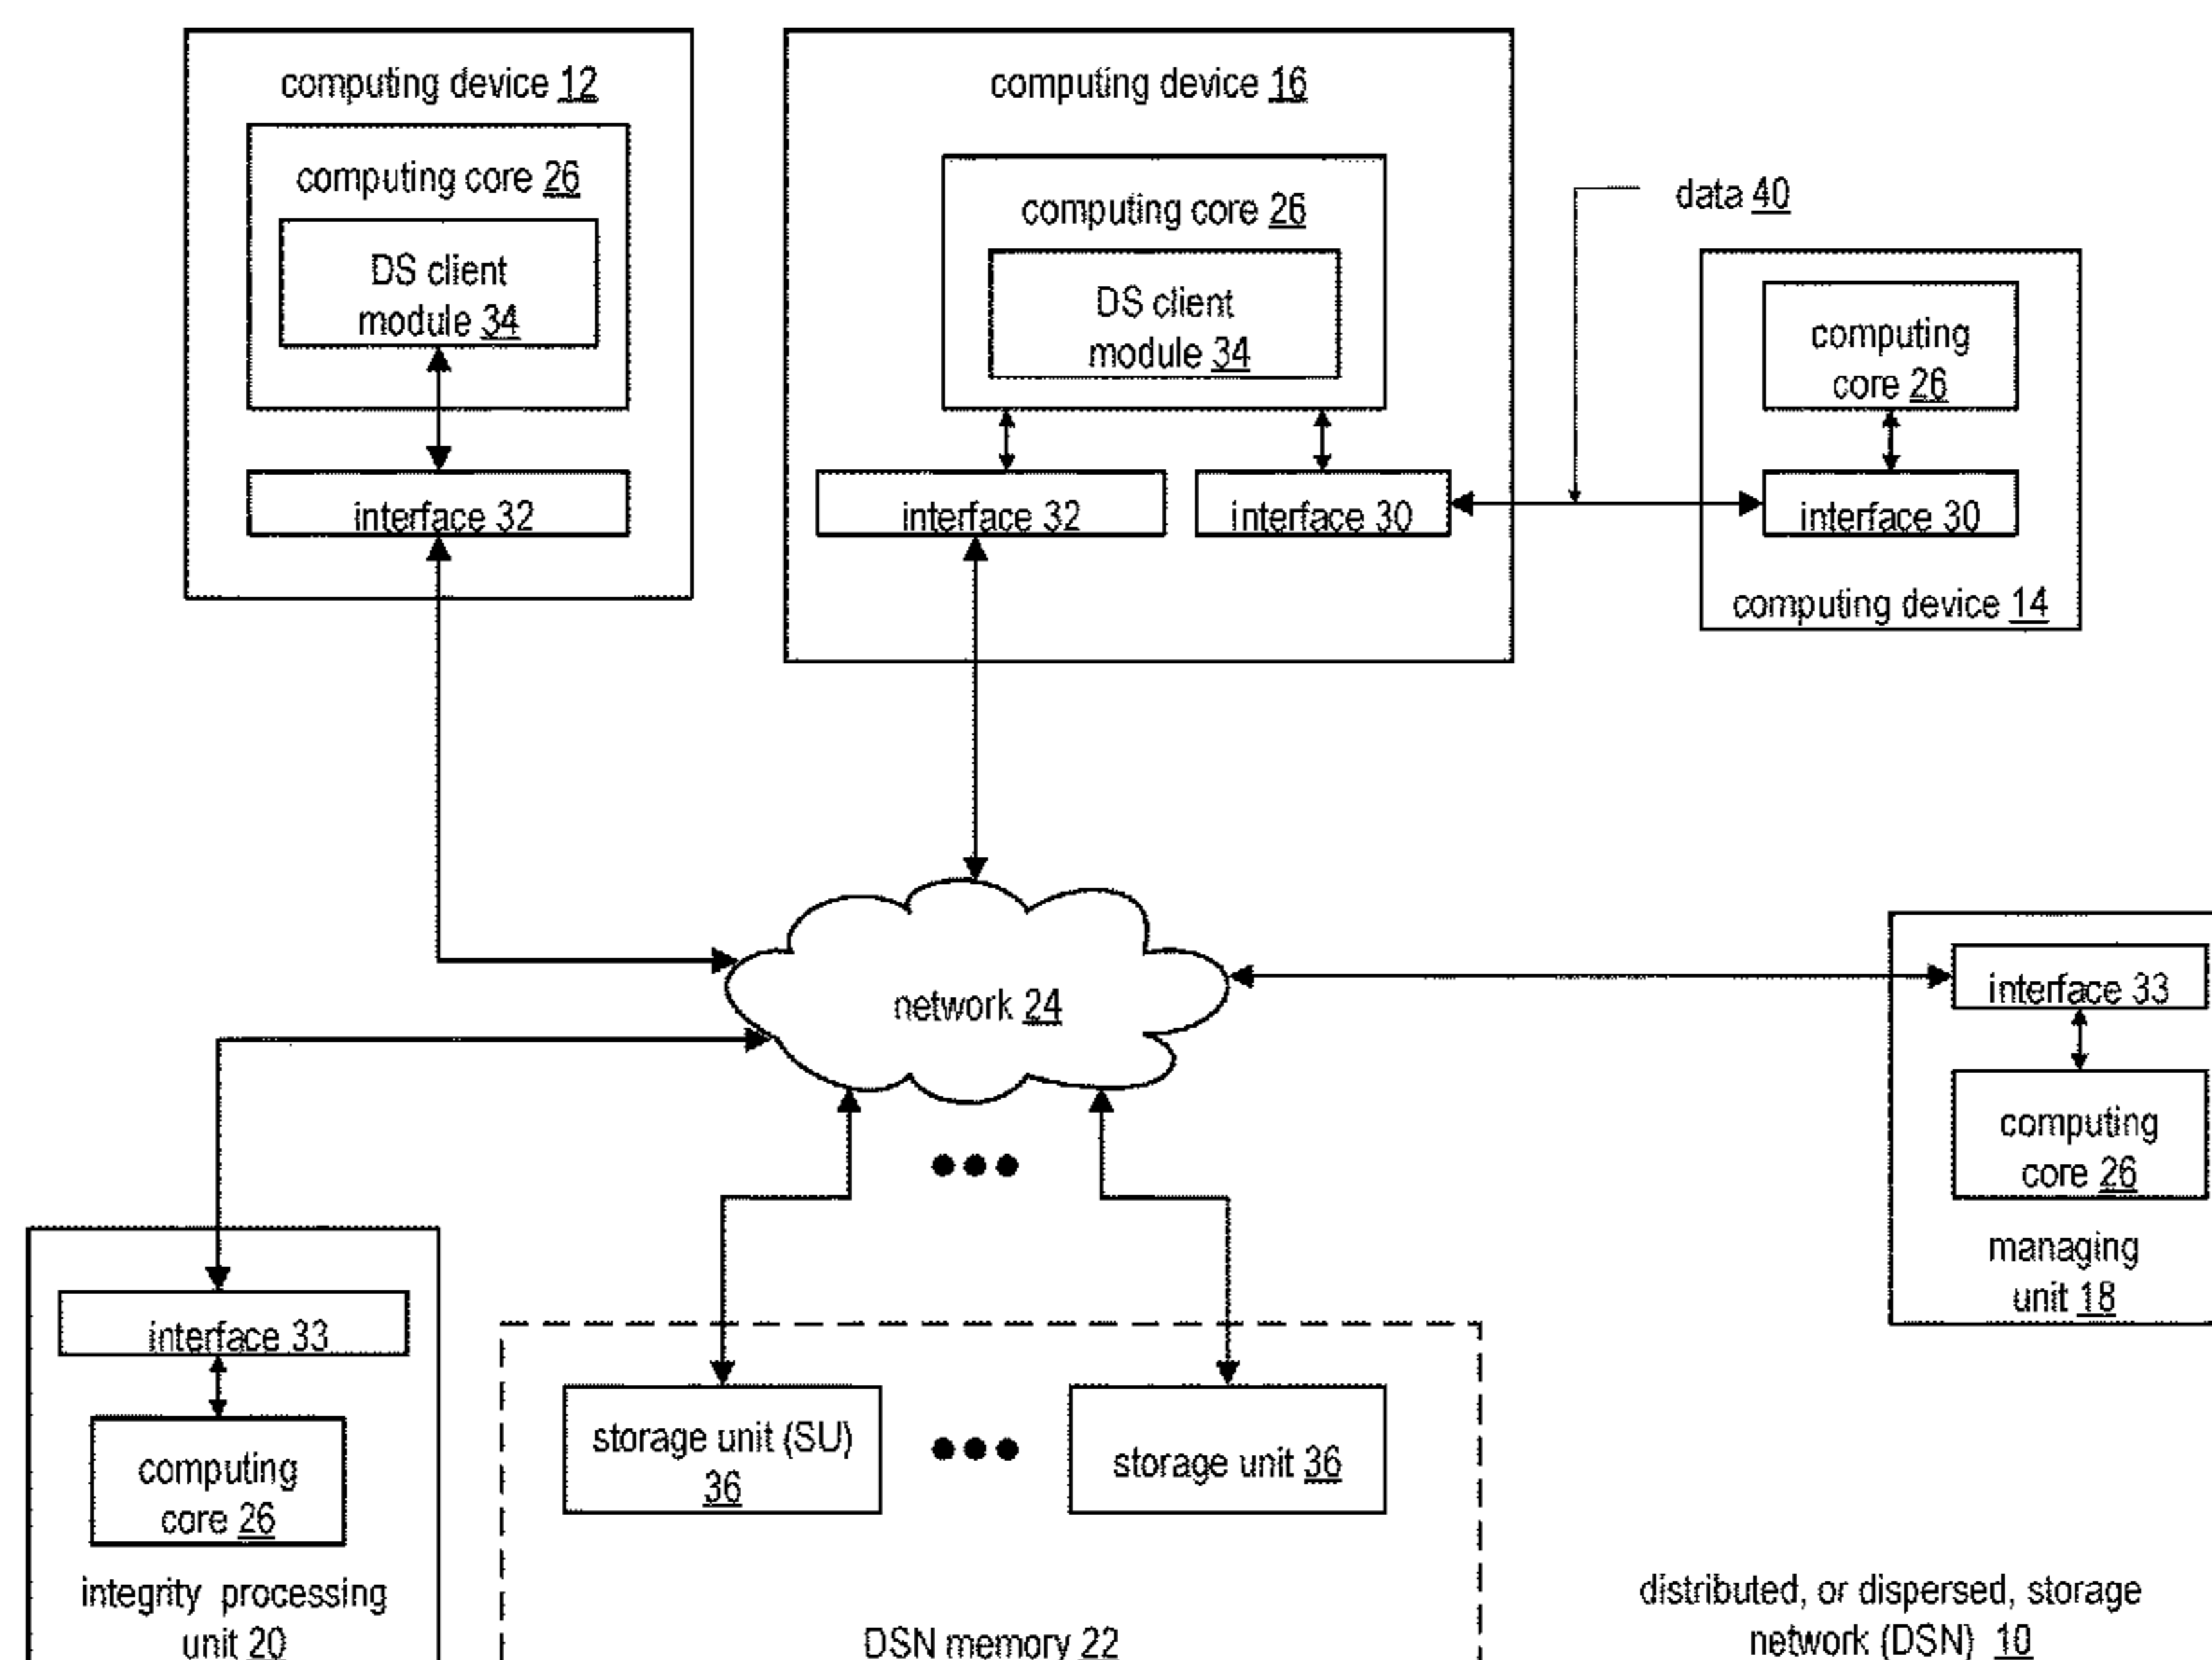 computing device 12
computing core 26
DS client
module 34
interface 32
computing device 16
computing core 26
DS client
module 34
interface 32
interface 30
data 40
computing
core 26
interface 30
computing device 14
network 24
interface 33
computing
core 26
managing
unit 18
interface 33
computing
core 26
integrity processing
unit 20
storage unit (SU)
36
storage unit 36
DSN memory 22
distributed, or dispersed, storage
network (DSN) 10